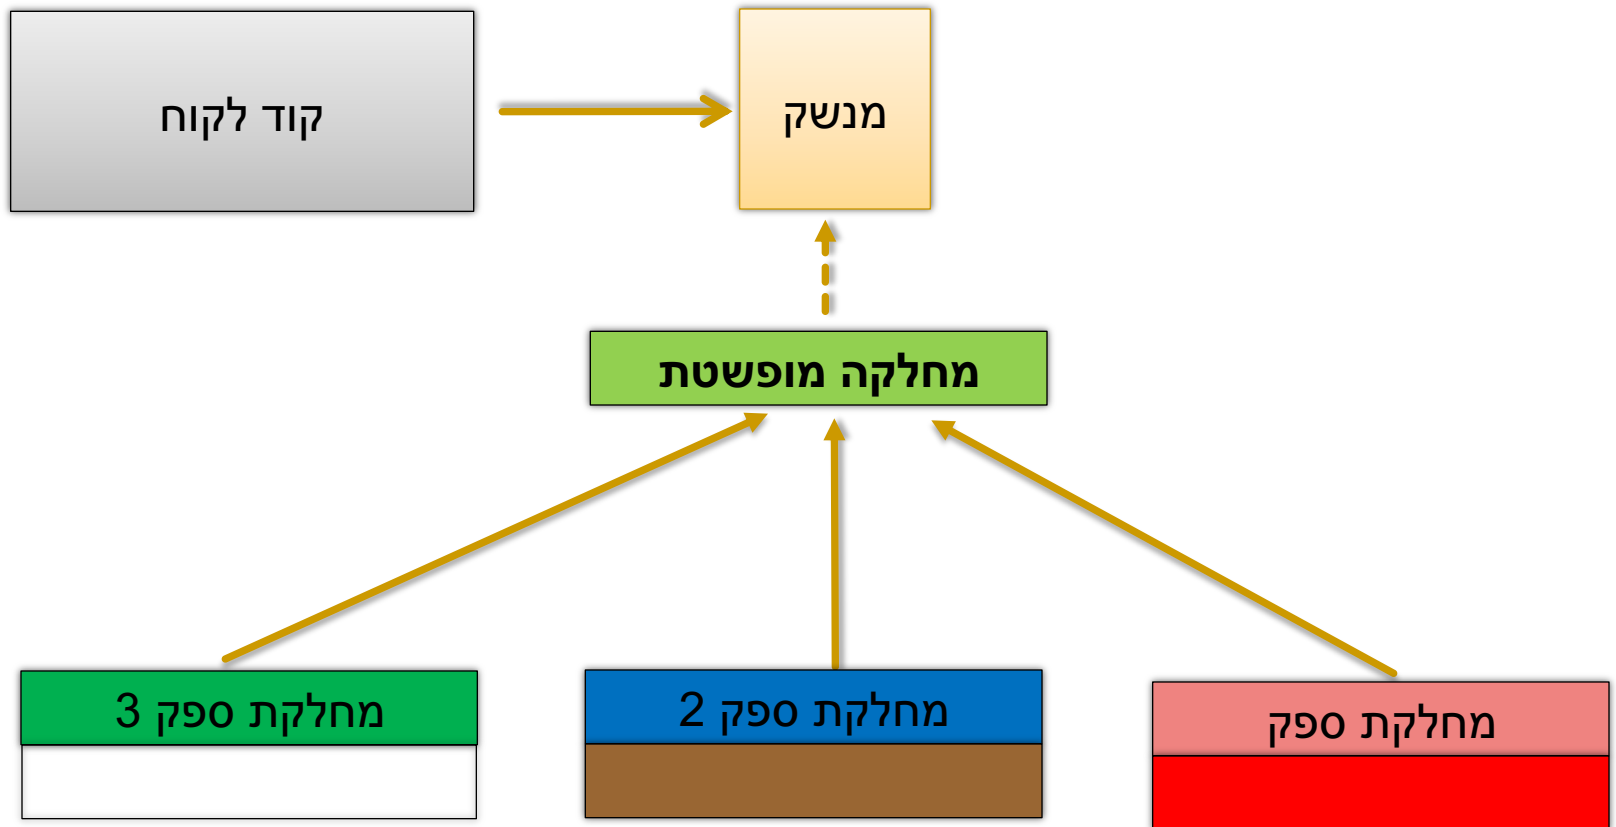 קוד לקוח
מנשק
מחלקה מופשטת
מחלקת ספק
מחלקת ספק 2
מחלקת ספק 3